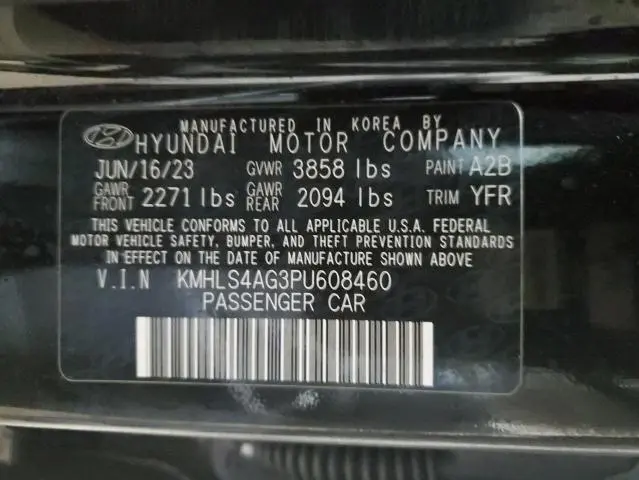 MANUFACTURED IN KOREA BY
HYUNDAI MOTOR COMPANY
JUN/16/23 GVWR 3858 lbs PAINT A2B
GAWR FRONT 2271 lbs GAWR REAR 2094 lbs TRIM YFR
THIS VEHICLE CONFORMS TO ALL APPLICABLE U.S.A. FEDERAL
MOTOR VEHICLE SAFETY, BUMPER, AND THEFT PREVENTION STANDARDS
IN EFFECT ON THE DATE OF MANUFACTURE SHOWN ABOVE
V.I.N KMHLS4AG3PU608460
PASSENGER CAR